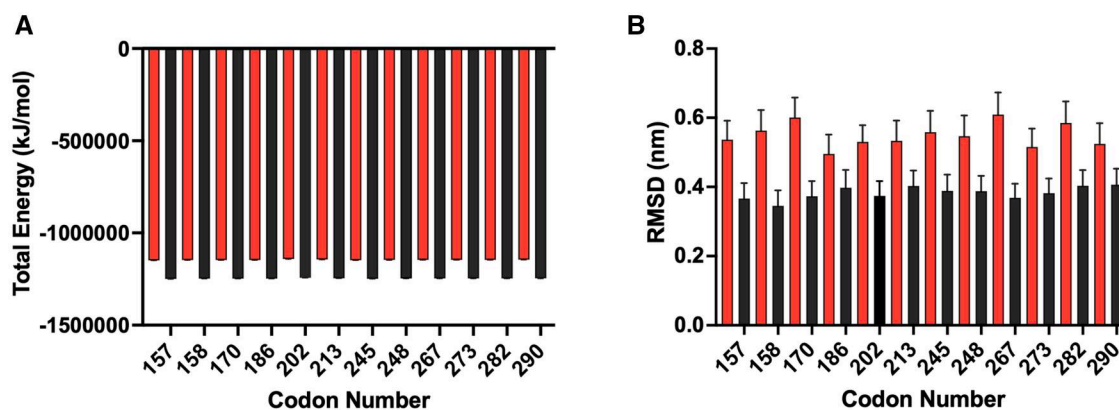 A
Total Energy (kJ/mol)
0
-500000
-1000000
-1500000
157 158 170 186 202 213 245 248 267 273 282 290
Codon Number
B
RMSD (nm)
0.8
0.6
0.4
0.2
0.0
157 158 170 186 202 213 245 248 267 273 282 290
Codon Number